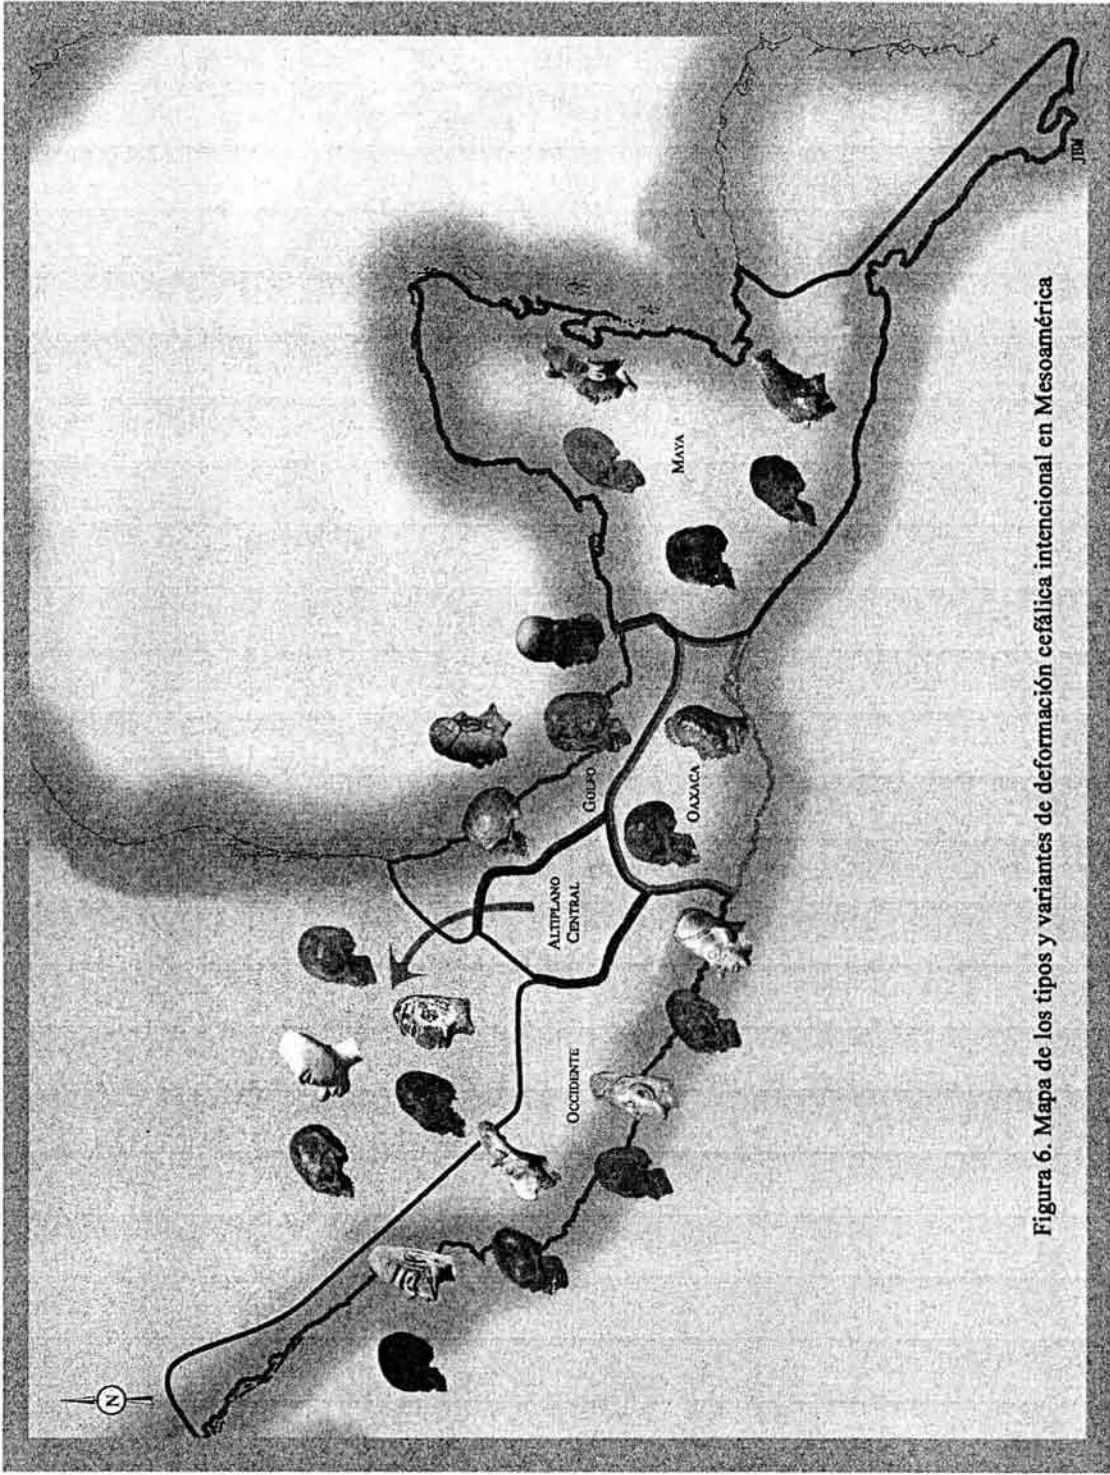 N
OCCIDENTE
ALTIPLANO
CENTRAL
GOLFO
OAXACA
MAYA
JBM
Figura 6. Mapa de los tipos y variantes de deformación cefálica intencional en Mesoamérica